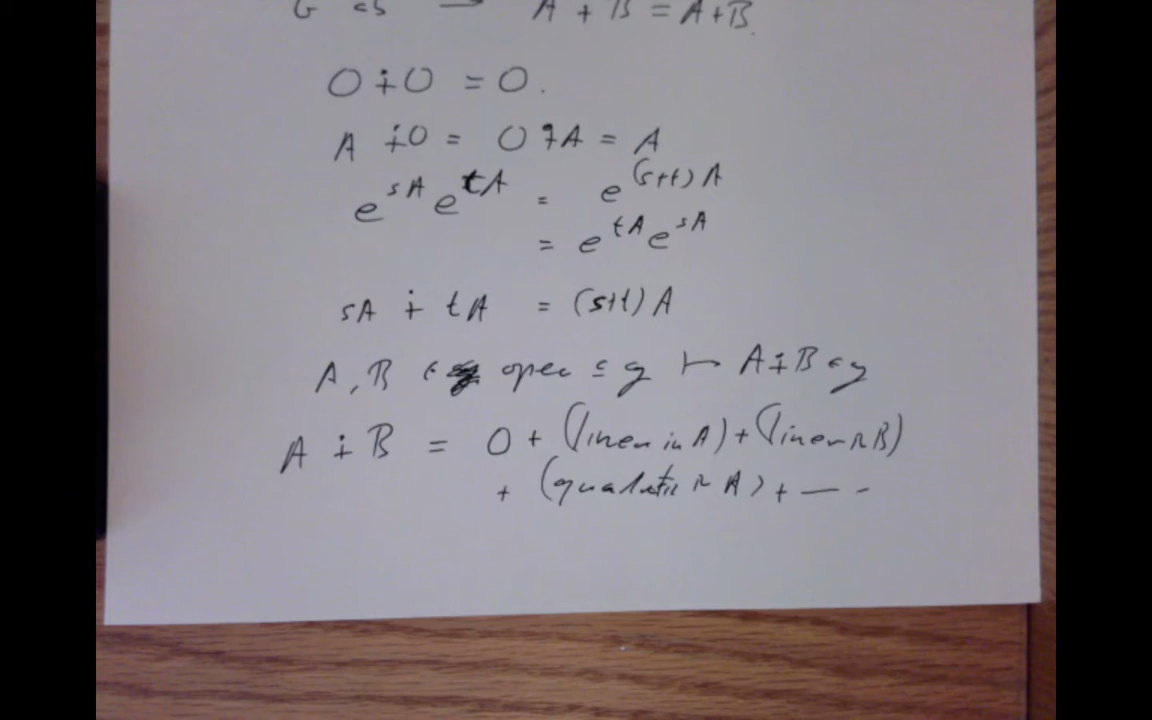 G ab → A ∔ B = A+B.
0 ∔ 0 = 0.
A ∔ 0 = 0 ∔ A = A
e^{sA} e^{tA} = e^{(s+t)A}
= e^{tA} e^{sA}
sA ∔ tA = (s+t)A
A, B ∈ open ⊆ g ↦ A ∔ B ∈ g
A ∔ B = 0 + (linear in A) + (linear in B)
+ (quadratic in A) + — -